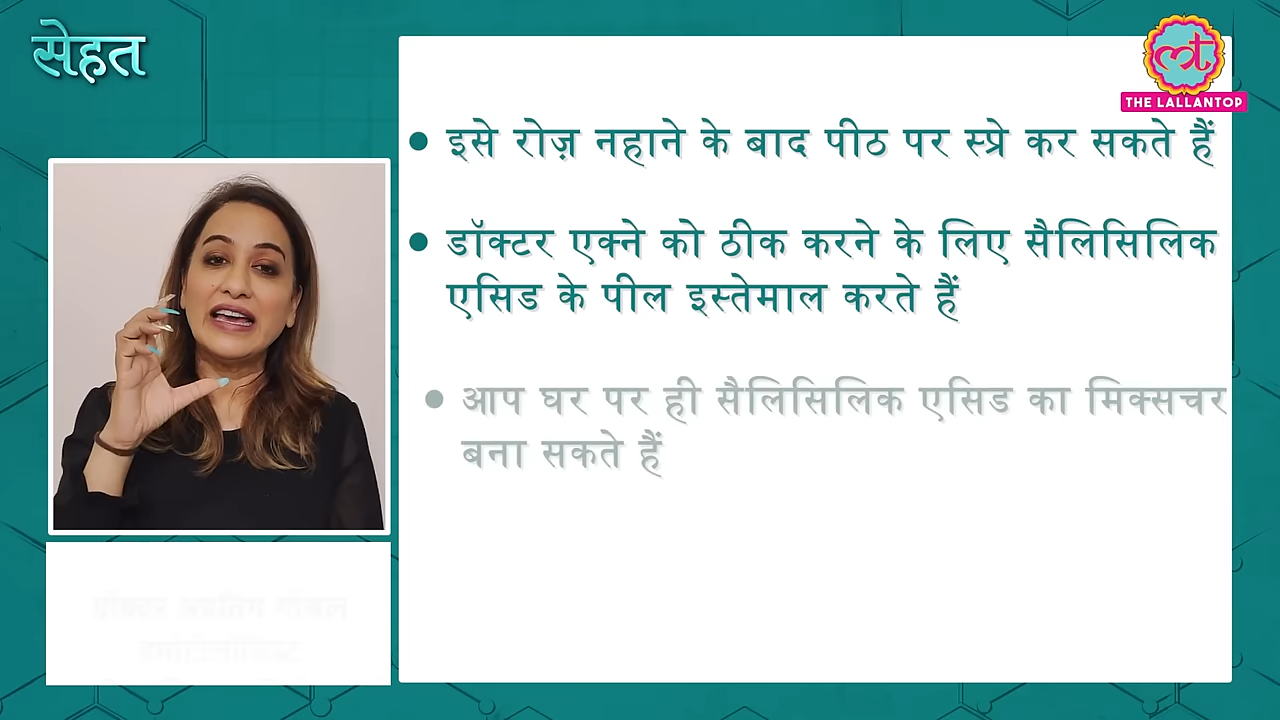 सेहत
THE LALLANTOP
• इसे रोज़ नहाने के बाद पीठ पर स्प्रे कर सकते हैं
• डॉक्टर एक्ने को ठीक करने के लिए सैलिसिलिक
एसिड के पील इस्तेमाल करते हैं
• आप घर पर ही सैलिसिलिक एसिड का मिक्सचर
बना सकते हैं
डॉक्टर